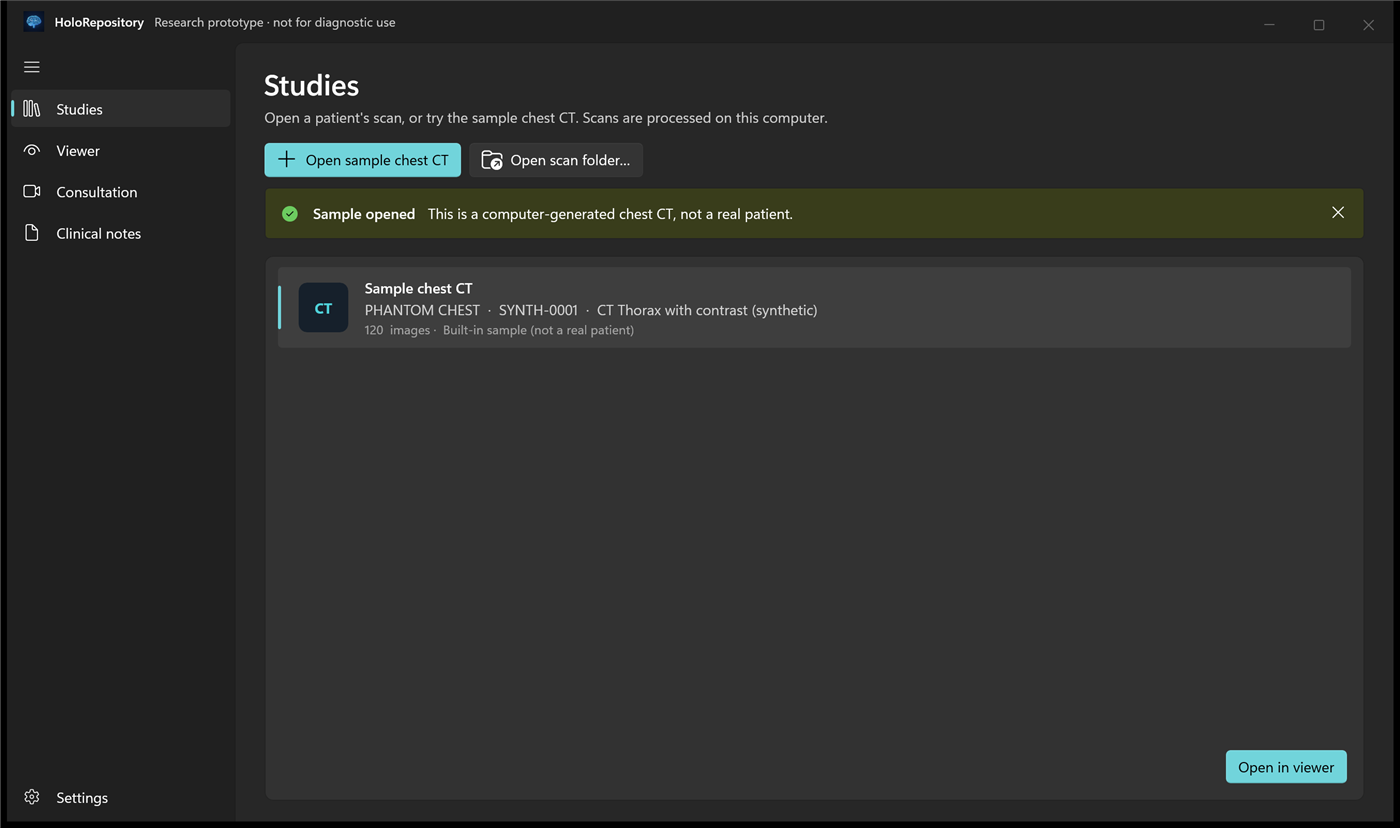 HoloRepository Research prototype · not for diagnostic use
Studies
Viewer
Consultation
Clinical notes
Settings
Studies
Open a patient's scan, or try the sample chest CT. Scans are processed on this computer.
Open sample chest CT
Open scan folder...
Sample opened This is a computer-generated chest CT, not a real patient.
CT
Sample chest CT
PHANTOM CHEST · SYNTH-0001 · CT Thorax with contrast (synthetic)
120 images · Built-in sample (not a real patient)
Open in viewer